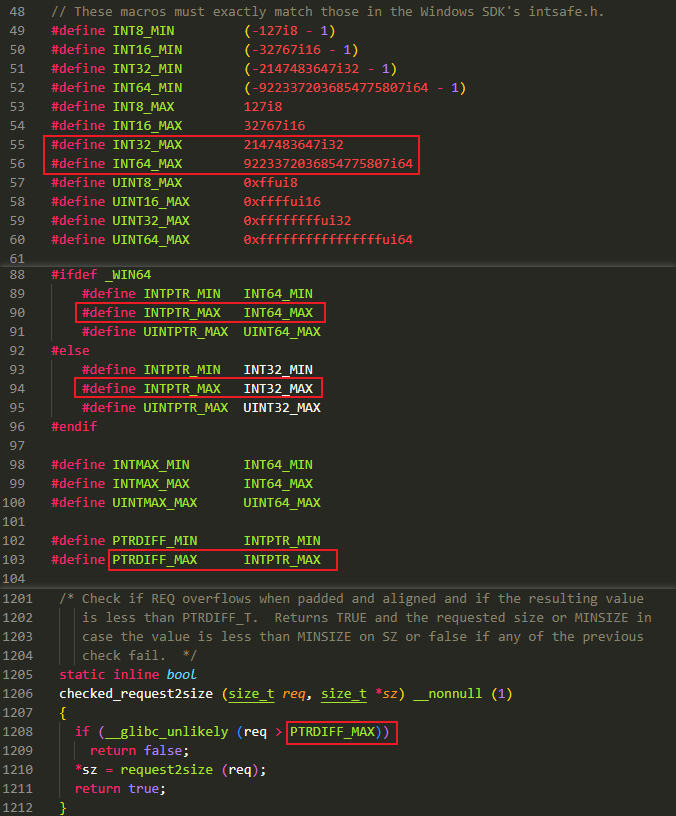 48 // These macros must exactly match those in the Windows SDK's intsafe.h.
49 #define INT8_MIN (-127i8 - 1)
50 #define INT16_MIN (-32767i16 - 1)
51 #define INT32_MIN (-2147483647i32 - 1)
52 #define INT64_MIN (-9223372036854775807i64 - 1)
53 #define INT8_MAX 127i8
54 #define INT16_MAX 32767i16
55 #define INT32_MAX 2147483647i32
56 #define INT64_MAX 9223372036854775807i64
57 #define UINT8_MAX 0xffui8
58 #define UINT16_MAX 0xffffui16
59 #define UINT32_MAX 0xffffffffui32
60 #define UINT64_MAX 0xffffffffffffffffui64
61
88 #ifdef _WIN64
89 #define INTPTR_MIN INT64_MIN
90 #define INTPTR_MAX INT64_MAX
91 #define UINTPTR_MAX UINT64_MAX
92 #else
93 #define INTPTR_MIN INT32_MIN
94 #define INTPTR_MAX INT32_MAX
95 #define UINTPTR_MAX UINT32_MAX
96 #endif
97
98 #define INTMAX_MIN INT64_MIN
99 #define INTMAX_MAX INT64_MAX
100 #define UINTMAX_MAX UINT64_MAX
101
102 #define PTRDIFF_MIN INTPTR_MIN
103 #define PTRDIFF_MAX INTPTR_MAX
104
1201 /* Check if REQ overflows when padded and aligned and if the resulting value
1202 is less than PTRDIFF_T. Returns TRUE and the requested size or MINSIZE in
1203 case the value is less than MINSIZE on SZ or false if any of the previous
1204 check fail. */
1205 static inline bool
1206 checked_request2size (size_t req, size_t *sz) __nonnull (1)
1207 {
1208 if (__glibc_unlikely (req > PTRDIFF_MAX))
1209 return false;
1210 *sz = request2size (req);
1211 return true;
1212 }